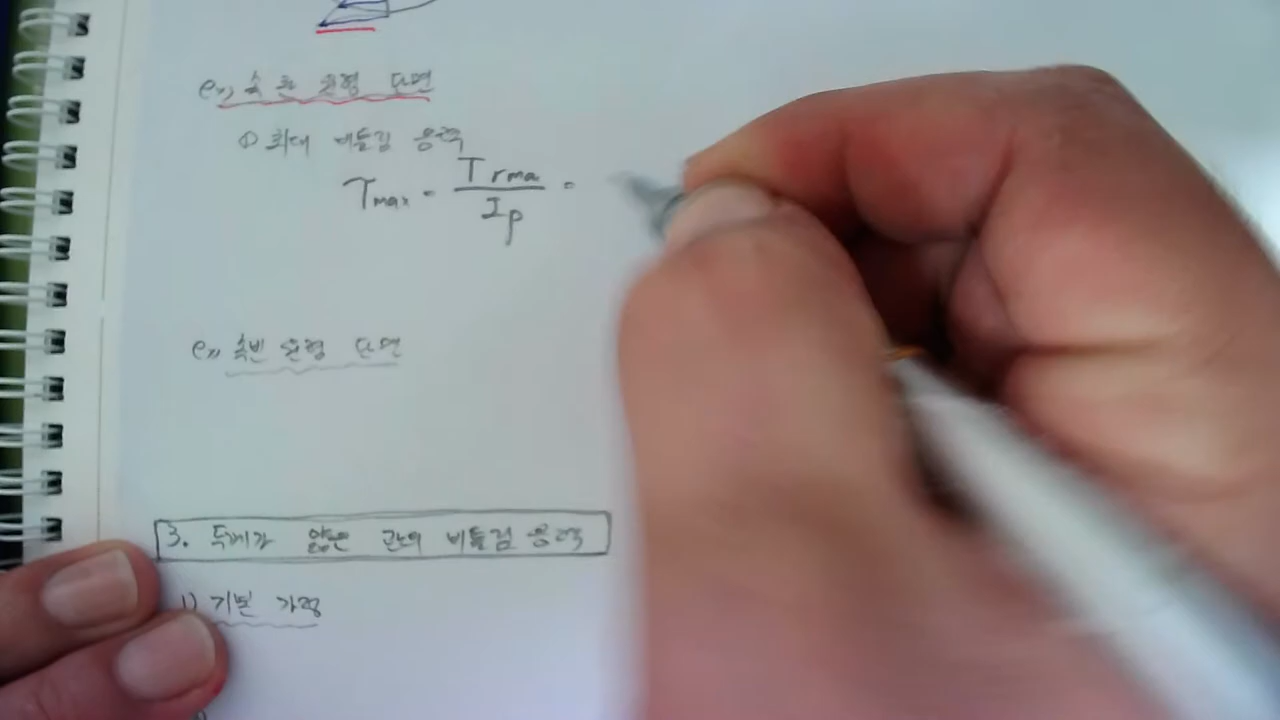 ex) 속 찬 원형 단면
① 최대 비틀림 응력
τmax = T rma / Ip =
ex) 속빈 원형 단면
3. 두께가 얇은 관의 비틀림 응력
1) 기본 가정